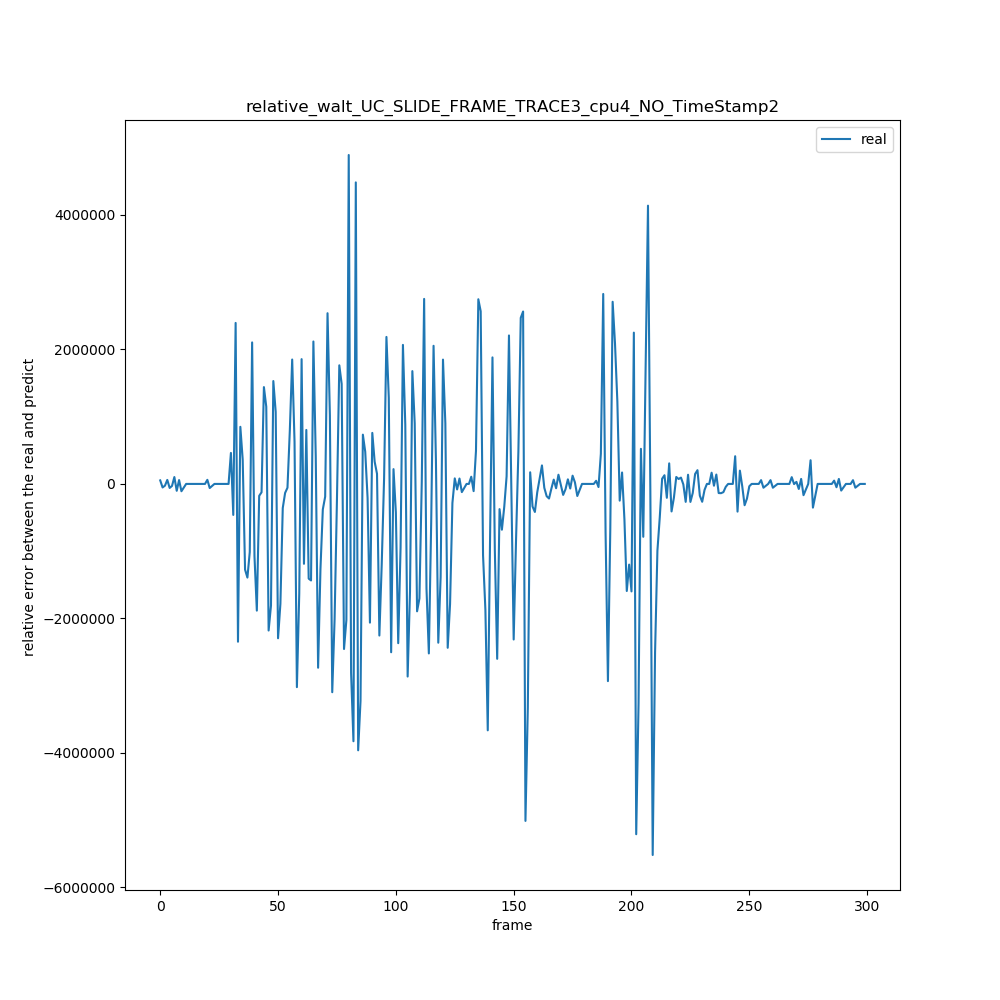 relative_walt_UC_SLIDE_FRAME_TRACE3_cpu4_NO_TimeStamp2
real
relative error between the real and predict
4000000
2000000
0
−2000000
−4000000
−6000000
0 50 100 150 200 250 300
frame